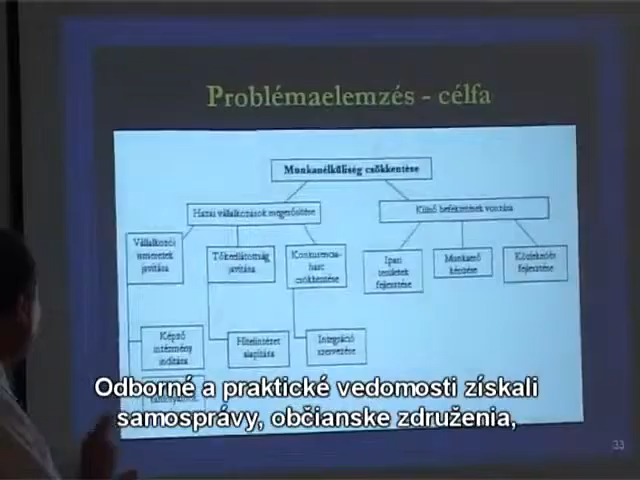 Problémaelemzés - célfa
Munkanélküliség csökkentése
Hazai vállalkozások megerősítése
Külső befektetések vonzása
Vállalkozói
ismeretek
javítása
Tőkeellátottság
javítása
Konkurencia-
harc
csökkentése
Ipari
területek
fejlesztése
Munkaerő
képzése
Közlekedés
fejlesztése
Képző
intézmény
indítása
Hitelintézet
alapítása
Integráció
szervezése
Odborné a praktické vedomosti získali
samosprávy, občianske združenia,
33